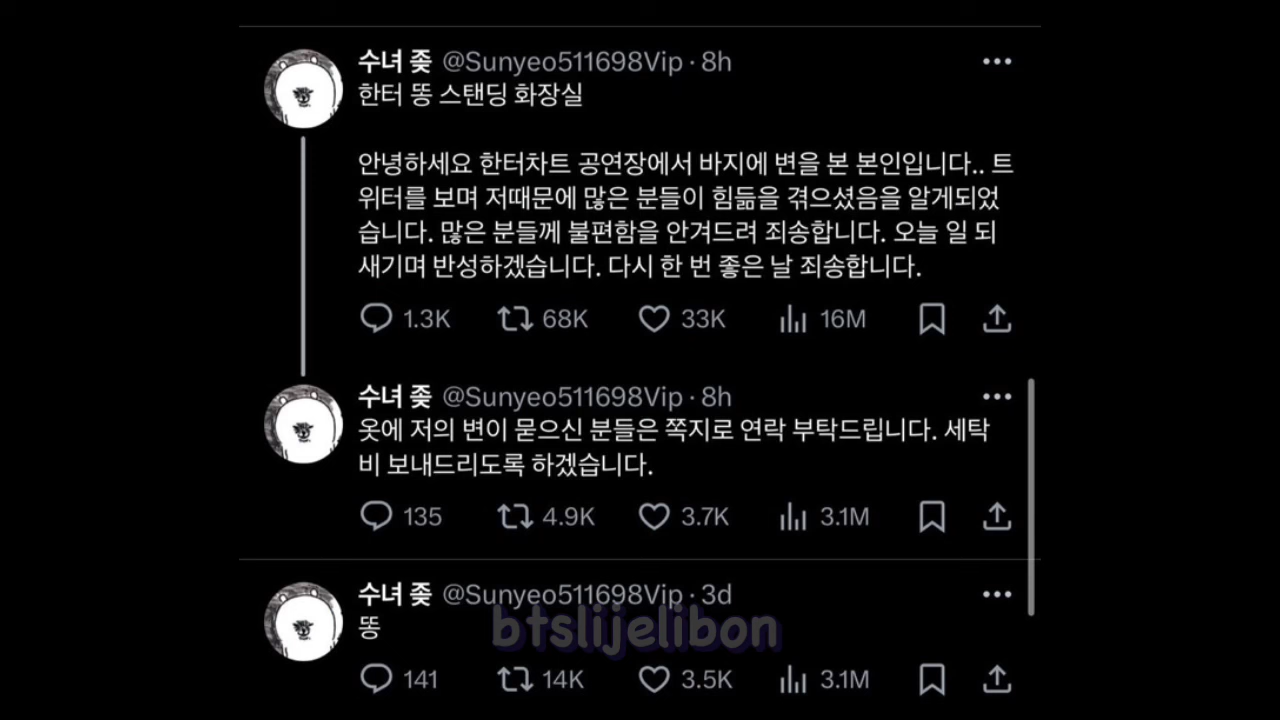 수녀 좆 @Sunyeo511698Vip · 8h
한터 똥 스탠딩 화장실
안녕하세요 한터차트 공연장에서 바지에 변을 본 본인입니다.. 트
위터를 보며 저때문에 많은 분들이 힘듦을 겪으셨음을 알게되었
습니다. 많은 분들께 불편함을 안겨드려 죄송합니다. 오늘 일 되
새기며 반성하겠습니다. 다시 한 번 좋은 날 죄송합니다.
1.3K 68K 33K 16M
수녀 좆 @Sunyeo511698Vip · 8h
옷에 저의 변이 묻으신 분들은 쪽지로 연락 부탁드립니다. 세탁
비 보내드리도록 하겠습니다.
135 4.9K 3.7K 3.1M
수녀 좆 @Sunyeo511698Vip · 3d
똥
btslijelibon
141 14K 3.5K 3.1M